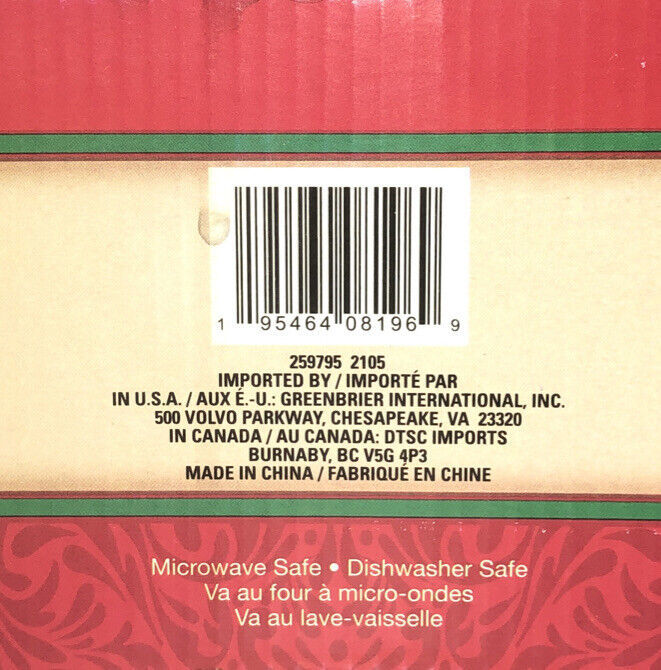 1 95464 08196 9
259795 2105
IMPORTED BY / IMPORTÉ PAR
IN U.S.A. / AUX É.-U.: GREENBRIER INTERNATIONAL, INC.
500 VOLVO PARKWAY, CHESAPEAKE, VA 23320
IN CANADA / AU CANADA: DTSC IMPORTS
BURNABY, BC V5G 4P3
MADE IN CHINA / FABRIQUÉ EN CHINE
Microwave Safe • Dishwasher Safe
Va au four à micro-ondes
Va au lave-vaisselle